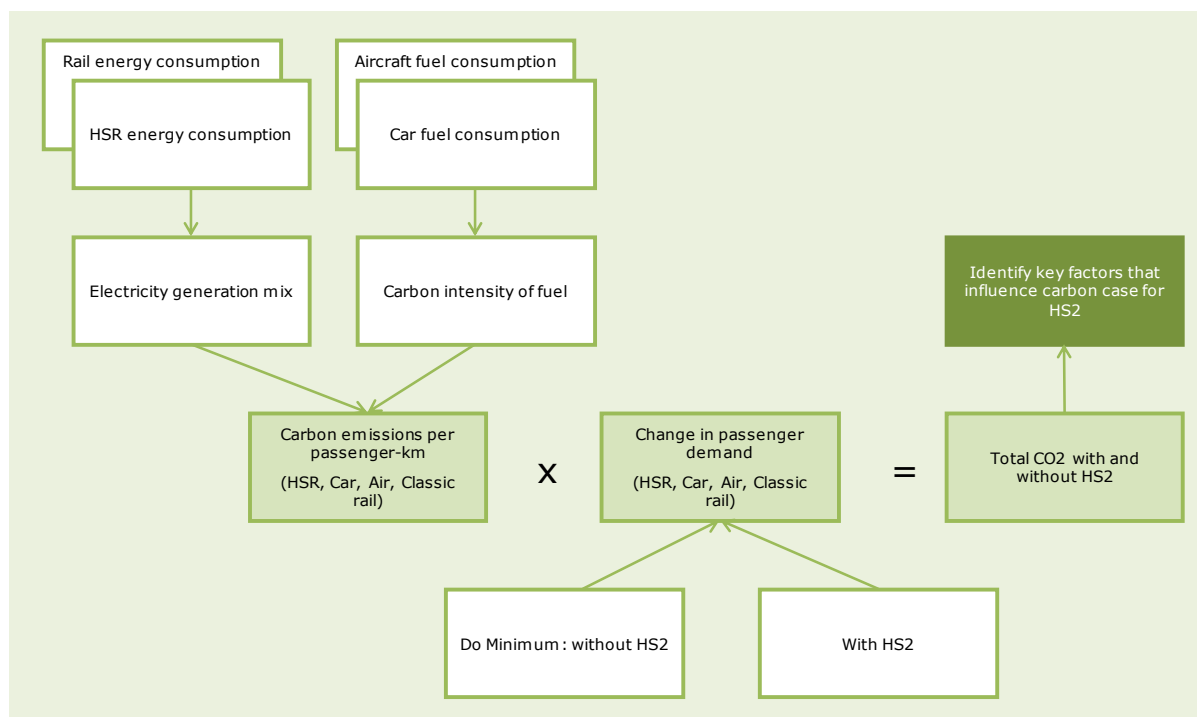 Rail energy consumption
HSR energy consumption
Aircraft fuel consumption
Car fuel consumption
Electricity generation mix
Carbon intensity of fuel
Identify key factors that
influence carbon case for
HS2
Carbon emissions per
passenger-km
(HSR, Car, Air, Classic
rail)
x
Change in passenger
demand
(HSR, Car, Air, Classic
rail)
=
Total CO2 with and
without HS2
Do Minimum: without HS2
With HS2